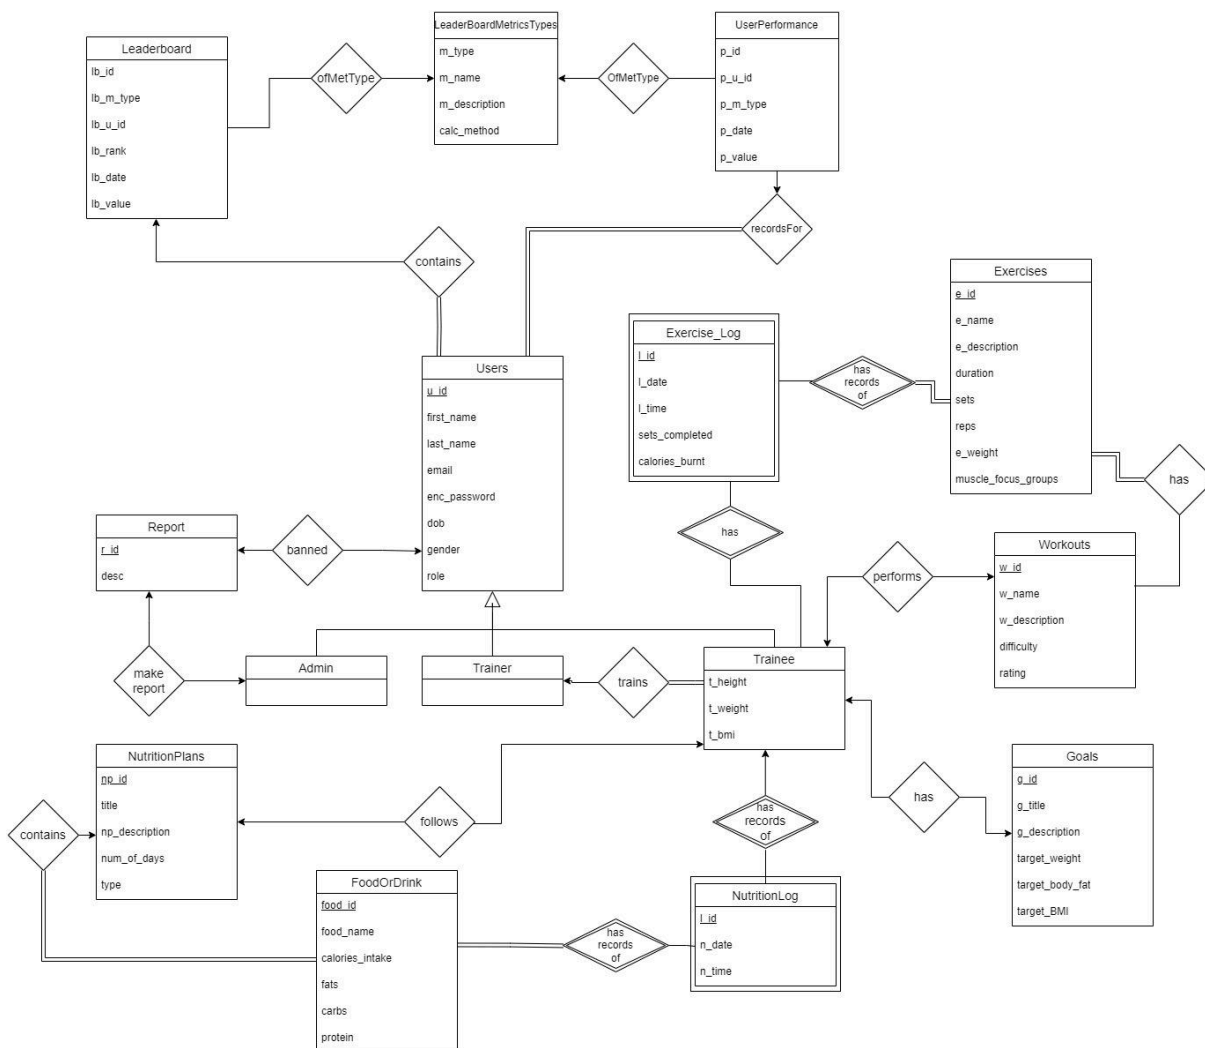 Leaderboard
lb_id
lb_m_type
lb_u_id
lb_rank
lb_date
lb_value
ofMetType
LeaderBoardMetricsTypes
m_type
m_name
m_description
calc_method
OfMetType
UserPerformance
p_id
p_u_id
p_m_type
p_date
p_value
contains
recordsFor
Users
u_id
first_name
last_name
email
enc_password
dob
gender
role
Exercise_Log
l_id
l_date
l_time
sets_completed
calories_burnt
has
records
of
Exercises
e_id
e_name
e_description
duration
sets
reps
e_weight
muscle_focus_groups
has
has
Report
r_id
desc
banned
performs
Workouts
w_id
w_name
w_description
difficulty
rating
make
report
Admin
Trainer
trains
Trainee
t_height
t_weight
t_bmi
has
Goals
g_id
g_title
g_description
target_weight
target_body_fat
target_BMI
NutritionPlans
np_id
title
np_description
num_of_days
type
contains
follows
has
records
of
FoodOrDrink
food_id
food_name
calories_intake
fats
carbs
protein
has
records
of
NutritionLog
l_id
n_date
n_time